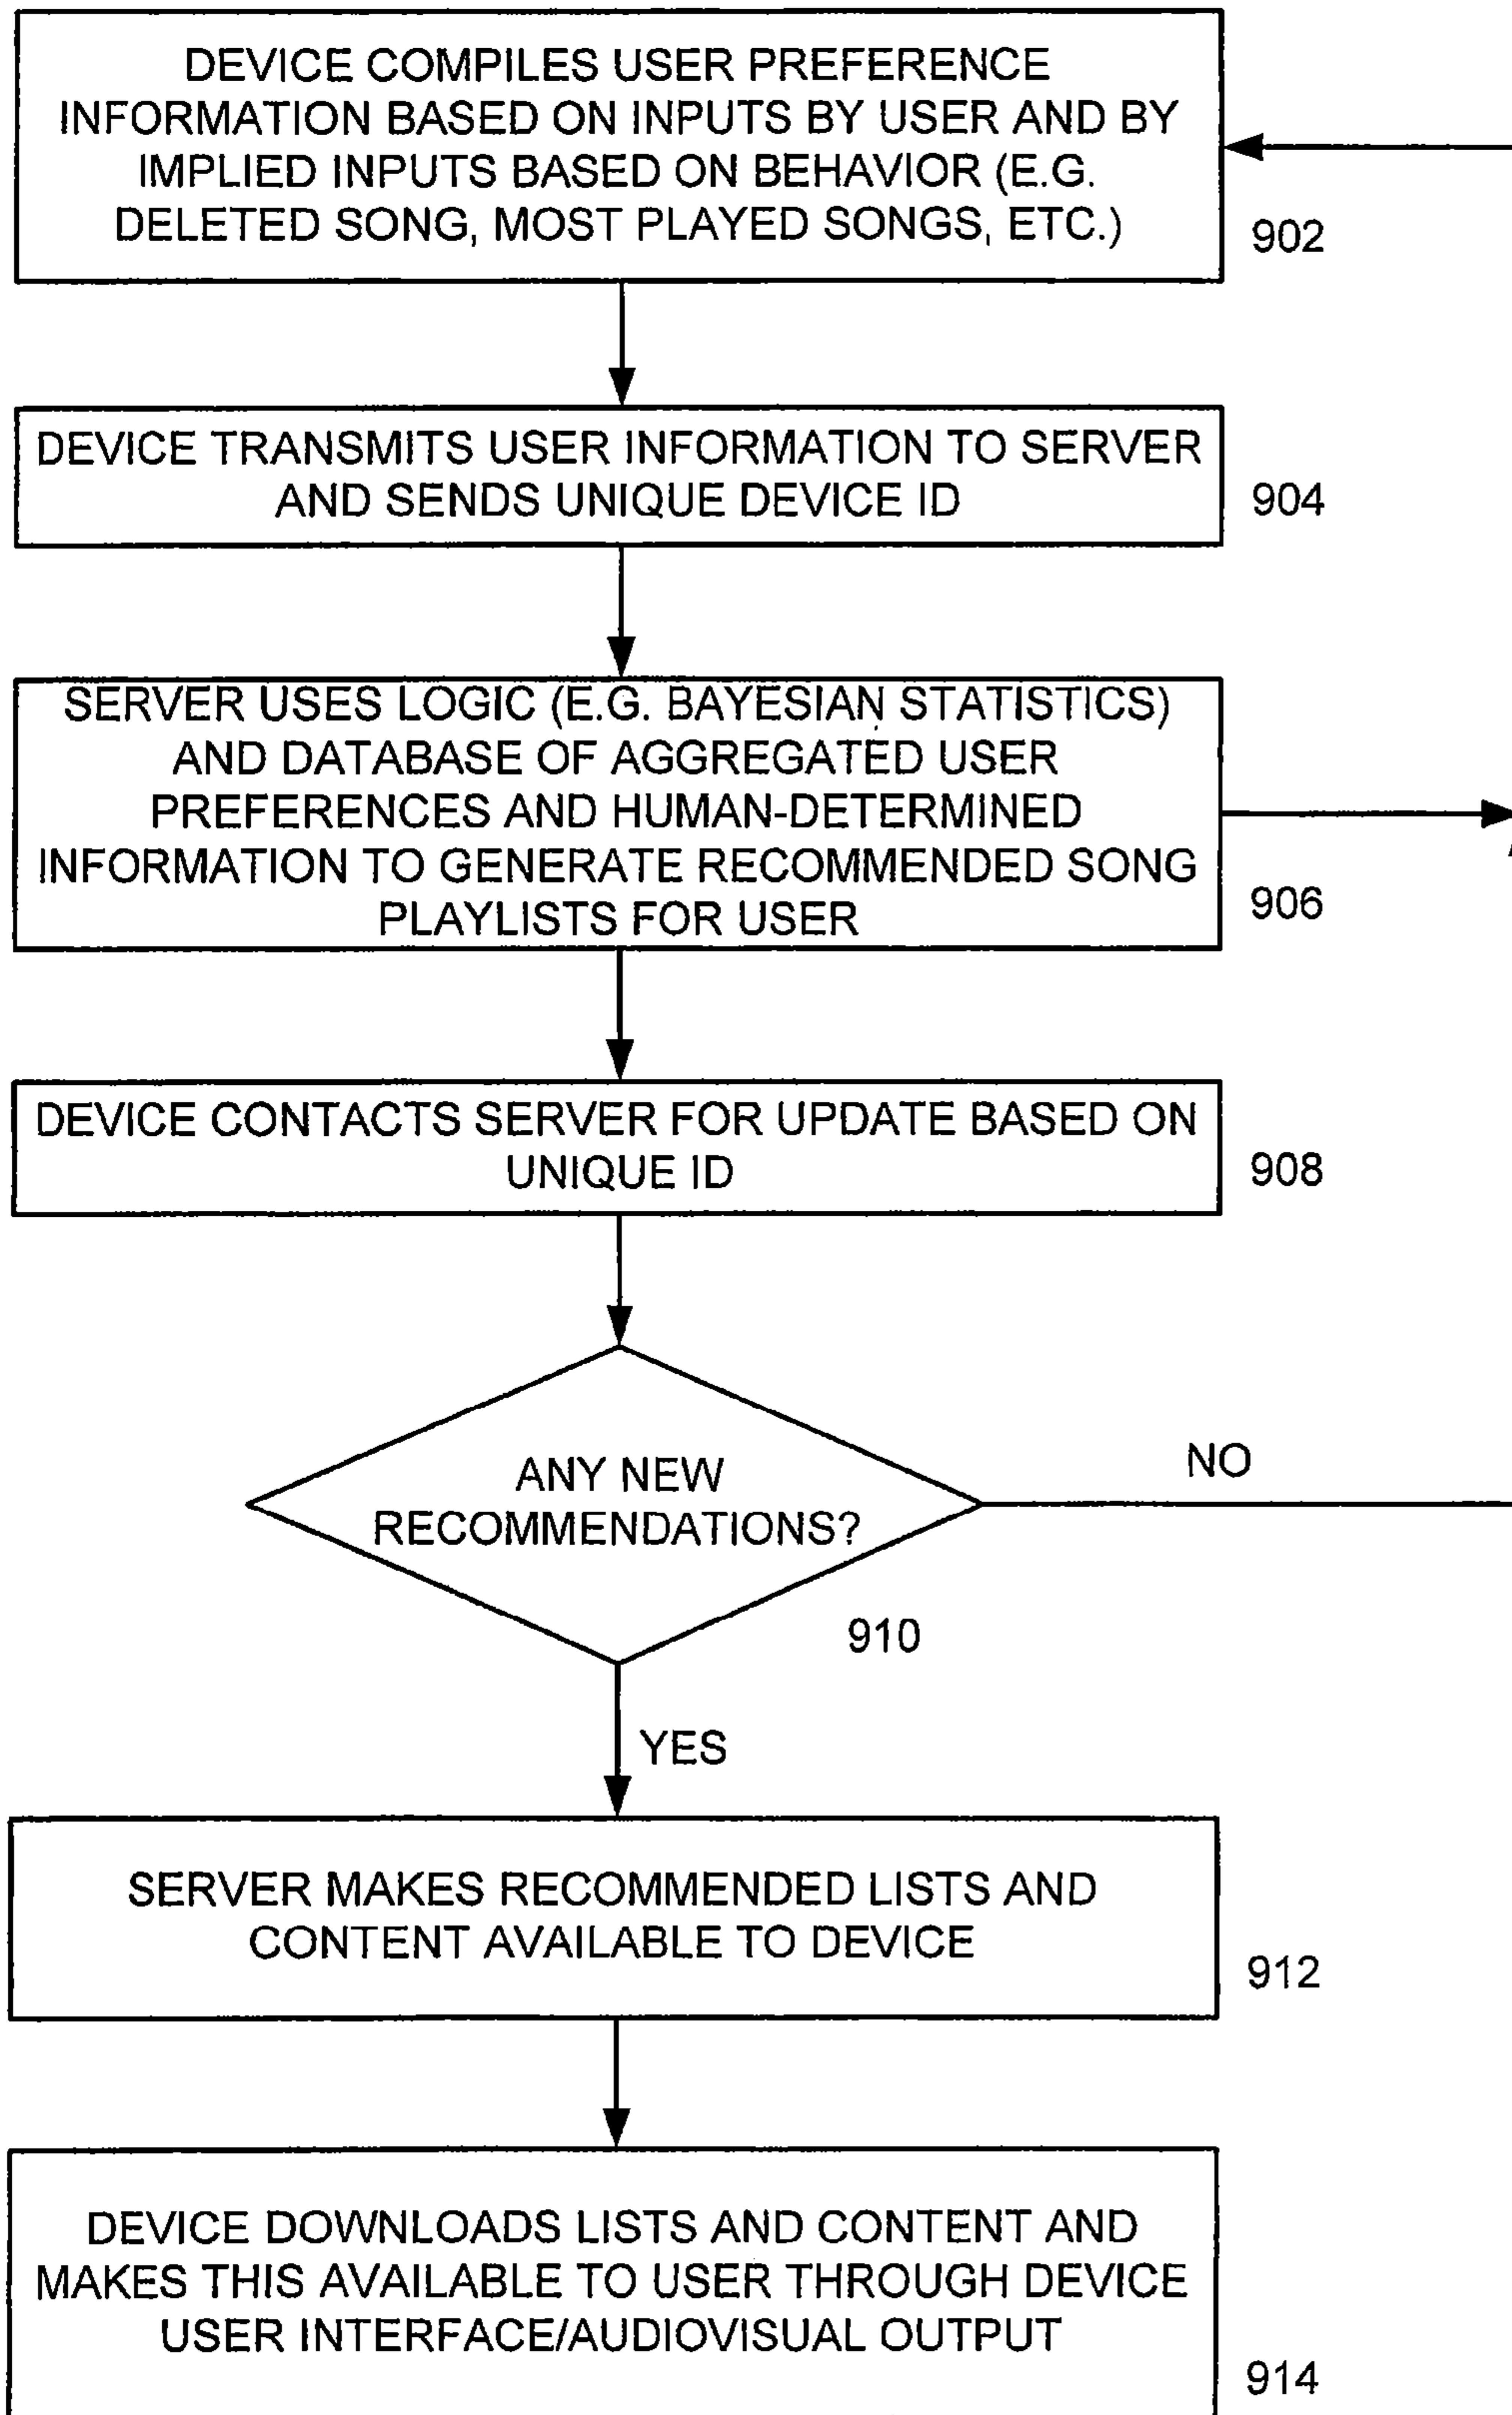 DEVICE COMPILES USER PREFERENCE
INFORMATION BASED ON INPUTS BY USER AND BY
IMPLIED INPUTS BASED ON BEHAVIOR (E.G.
DELETED SONG, MOST PLAYED SONGS, ETC.)
902
DEVICE TRANSMITS USER INFORMATION TO SERVER
AND SENDS UNIQUE DEVICE ID
904
SERVER USES LOGIC (E.G. BAYESIAN STATISTICS)
AND DATABASE OF AGGREGATED USER
PREFERENCES AND HUMAN-DETERMINED
INFORMATION TO GENERATE RECOMMENDED SONG
PLAYLISTS FOR USER
906
DEVICE CONTACTS SERVER FOR UPDATE BASED ON
UNIQUE ID
908
ANY NEW
RECOMMENDATIONS?
NO
910
YES
SERVER MAKES RECOMMENDED LISTS AND
CONTENT AVAILABLE TO DEVICE
912
DEVICE DOWNLOADS LISTS AND CONTENT AND
MAKES THIS AVAILABLE TO USER THROUGH DEVICE
USER INTERFACE/AUDIOVISUAL OUTPUT
914